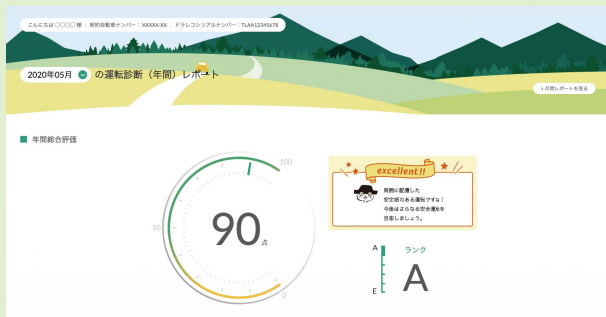 こんにちは 〇〇〇〇 様 | 契約自動車ナンバー：XXXXX-XX | ドラレコシリアルナンバー：TLAA12345678
2020年05月 の運転診断（年間）レポート
> 月間レポートを見る
年間総合評価
100
50
0
90点
excellent!!
周囲に配慮した
安定感のある運転ですね！
今後はさらなる安全運転を
目指しましょう。
A
E
ランク
A